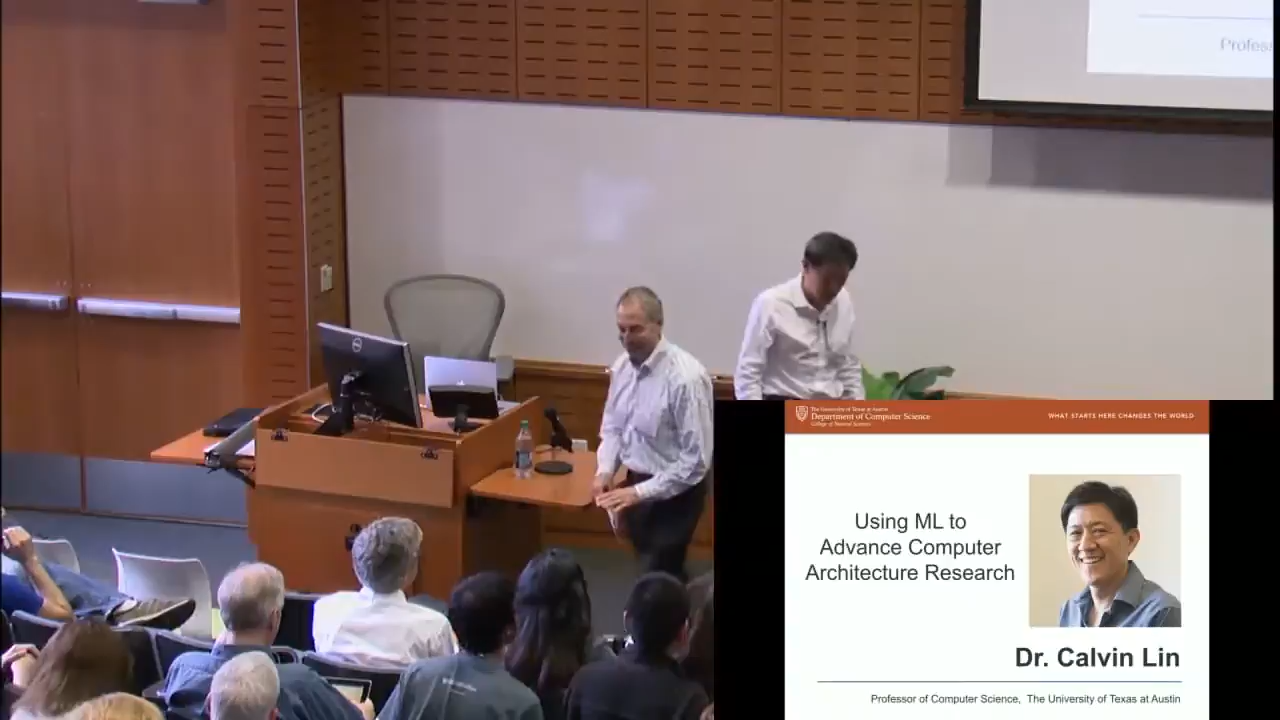 Profess
The University of Texas at Austin
Department of Computer Science
College of Natural Sciences
WHAT STARTS HERE CHANGES THE WORLD
Using ML to
Advance Computer
Architecture Research
Dr. Calvin Lin
Professor of Computer Science, The University of Texas at Austin